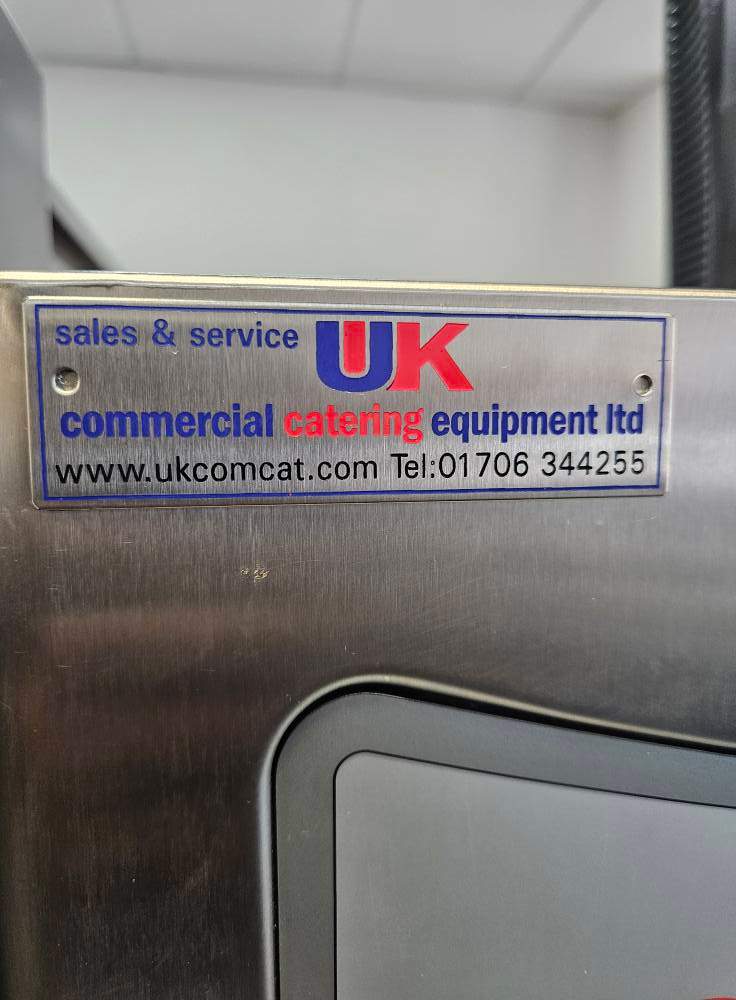 sales & service UK
commercial catering equipment ltd
www.ukcomcat.com Tel:01706 344255